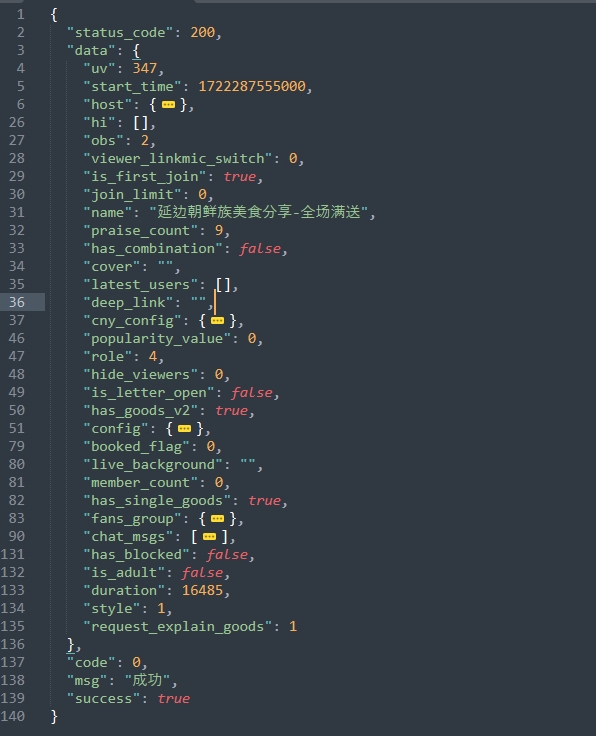 1 {
2 "status_code": 200,
3 "data": {
4 "uv": 347,
5 "start_time": 1722287555000,
6 "host": { ••• },
26 "hi": [],
27 "obs": 2,
28 "viewer_linkmic_switch": 0,
29 "is_first_join": true,
30 "join_limit": 0,
31 "name": "延边朝鲜族美食分享-全场满送",
32 "praise_count": 9,
33 "has_combination": false,
34 "cover": "",
35 "latest_users": [],
36 "deep_link": "",
37 "cny_config": { ••• },
46 "popularity_value": 0,
47 "role": 4,
48 "hide_viewers": 0,
49 "is_letter_open": false,
50 "has_goods_v2": true,
51 "config": { ••• },
79 "booked_flag": 0,
80 "live_background": "",
81 "member_count": 0,
82 "has_single_goods": true,
83 "fans_group": { ••• },
90 "chat_msgs": [ ••• ],
131 "has_blocked": false,
132 "is_adult": false,
133 "duration": 16485,
134 "style": 1,
135 "request_explain_goods": 1
136 },
137 "code": 0,
138 "msg": "成功",
139 "success": true
140 }